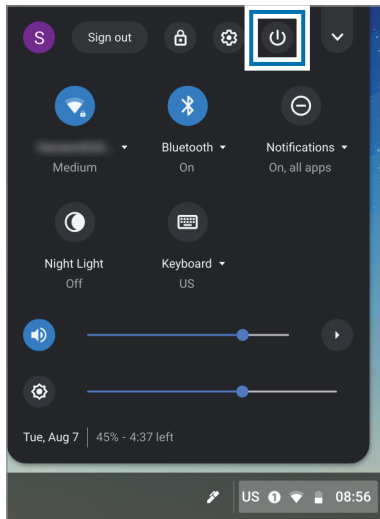 S Sign out
Bluetooth Notifications
Medium On On, all apps
Night Light Keyboard
Off US
Tue, Aug 7 45% - 4:37 left
US 1 08:56